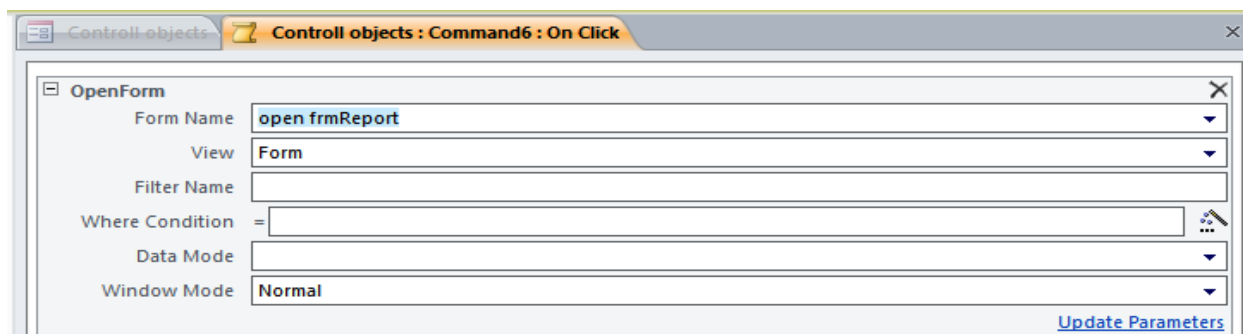 Controll objects Controll objects : Command6 : On Click
OpenForm
Form Name open frmReport
View Form
Filter Name
Where Condition =
Data Mode
Window Mode Normal
Update Parameters